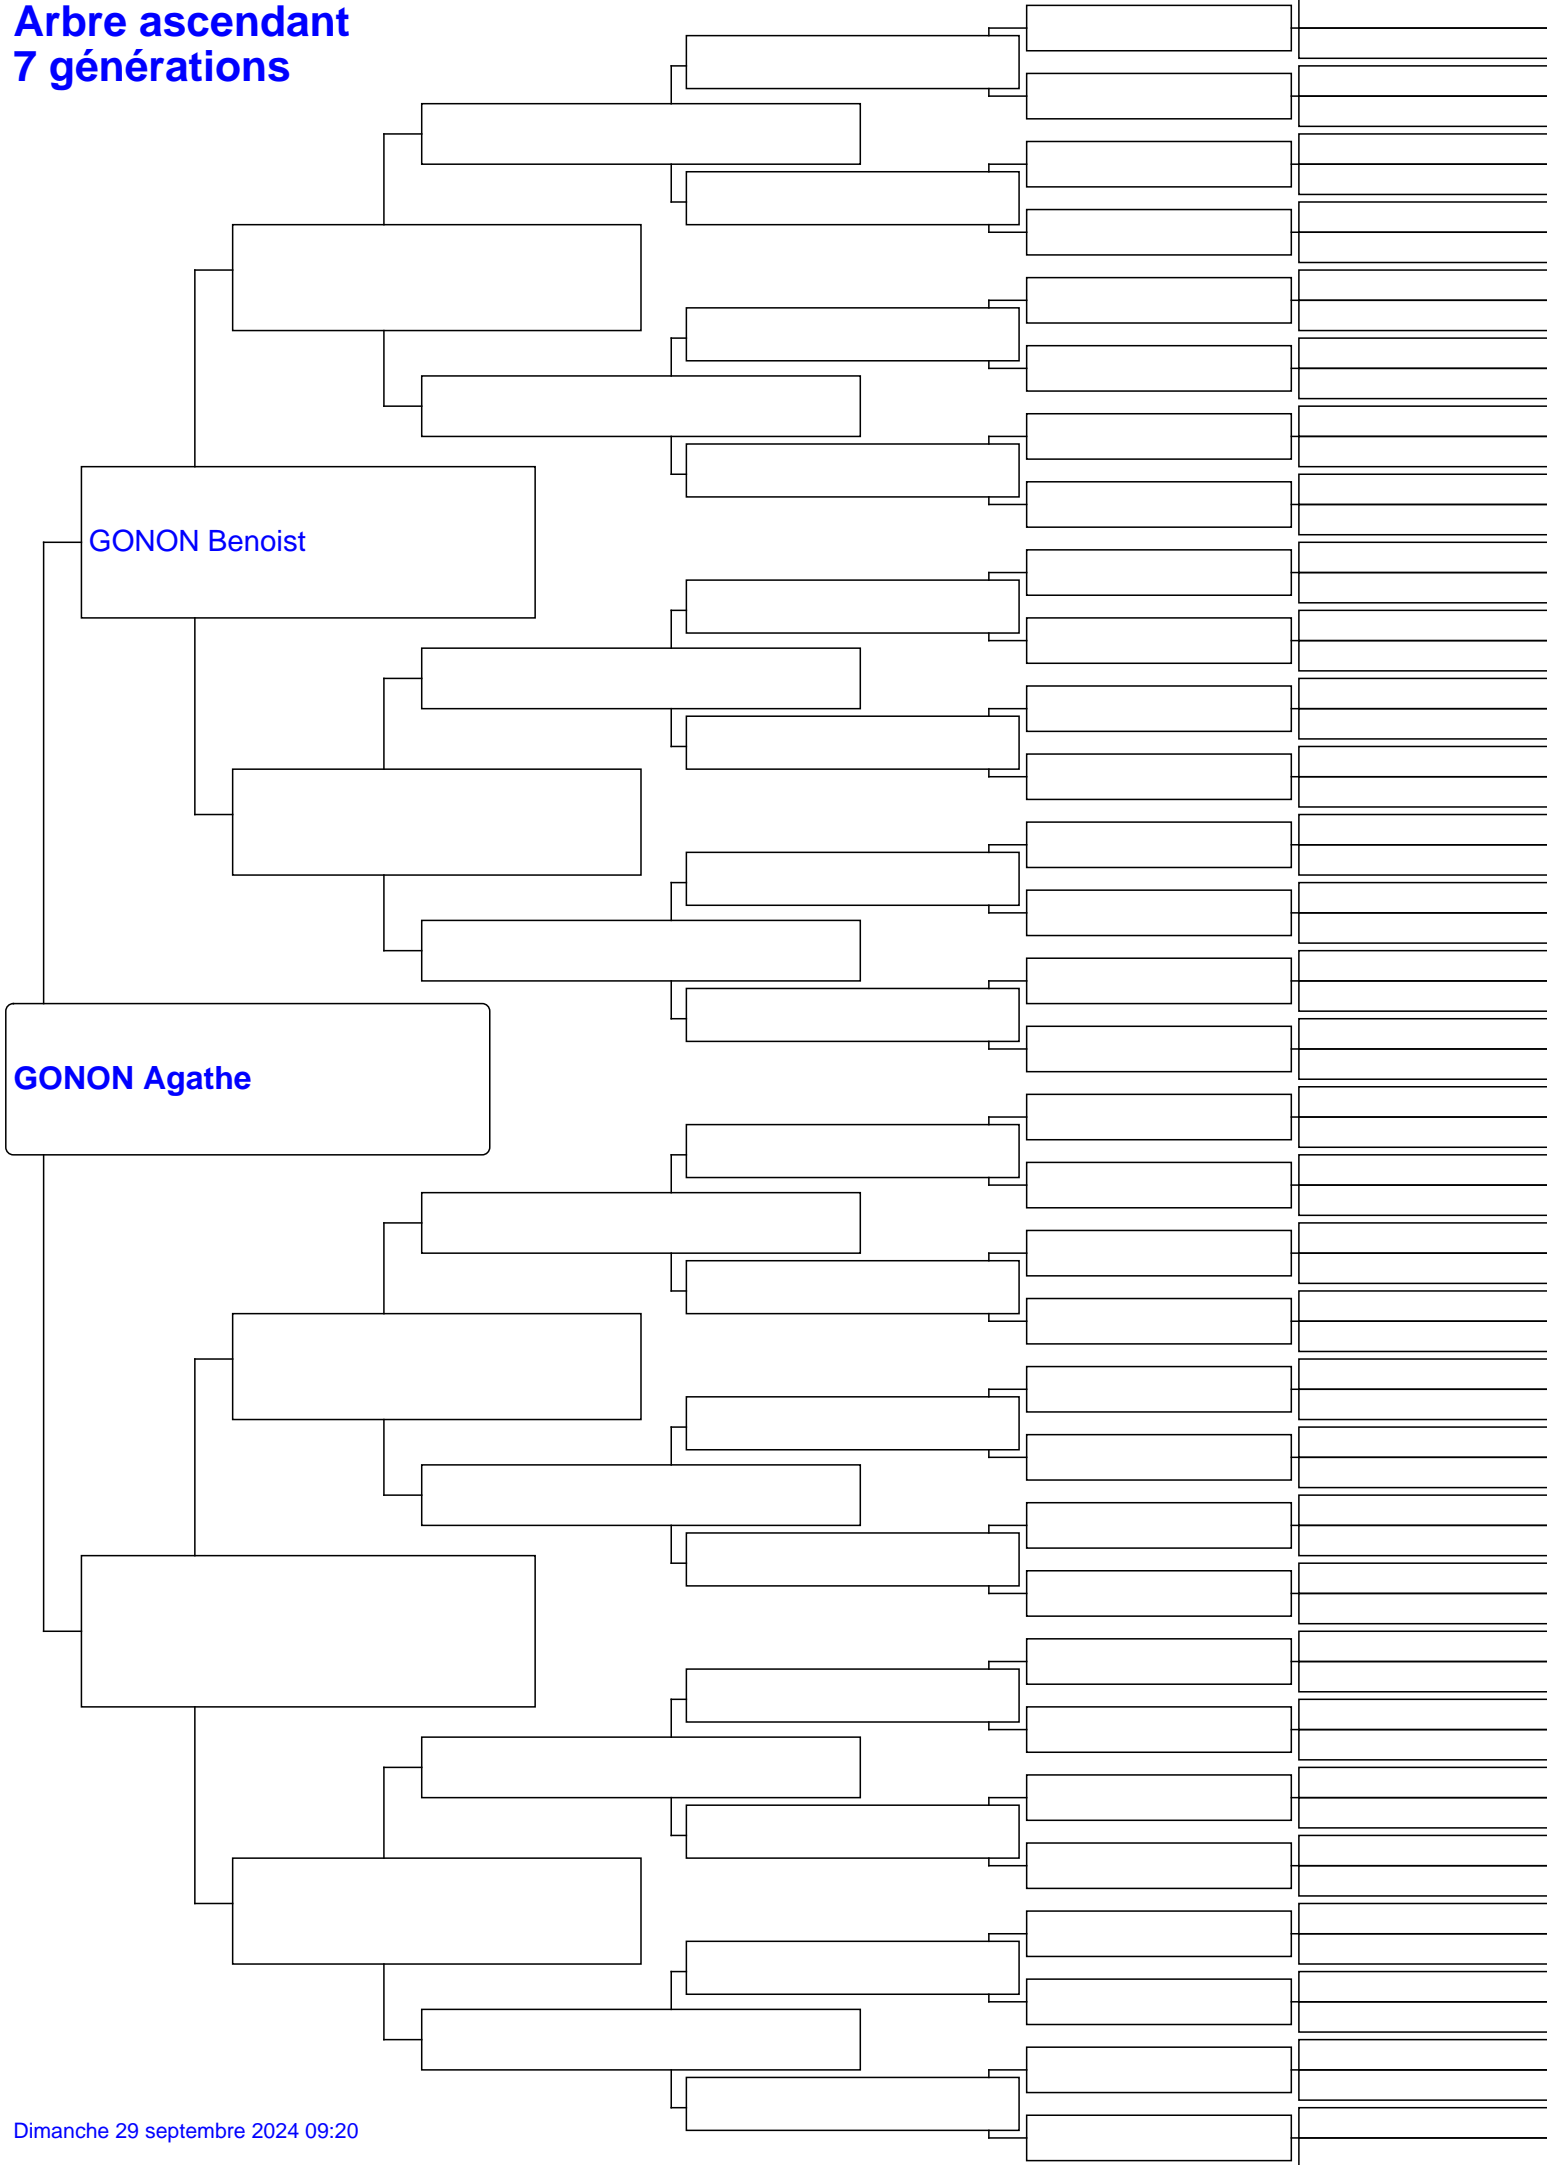 Arbre ascendant
7 générations
GONON Benoist
GONON Agathe
Dimanche 29 septembre 2024 09:20